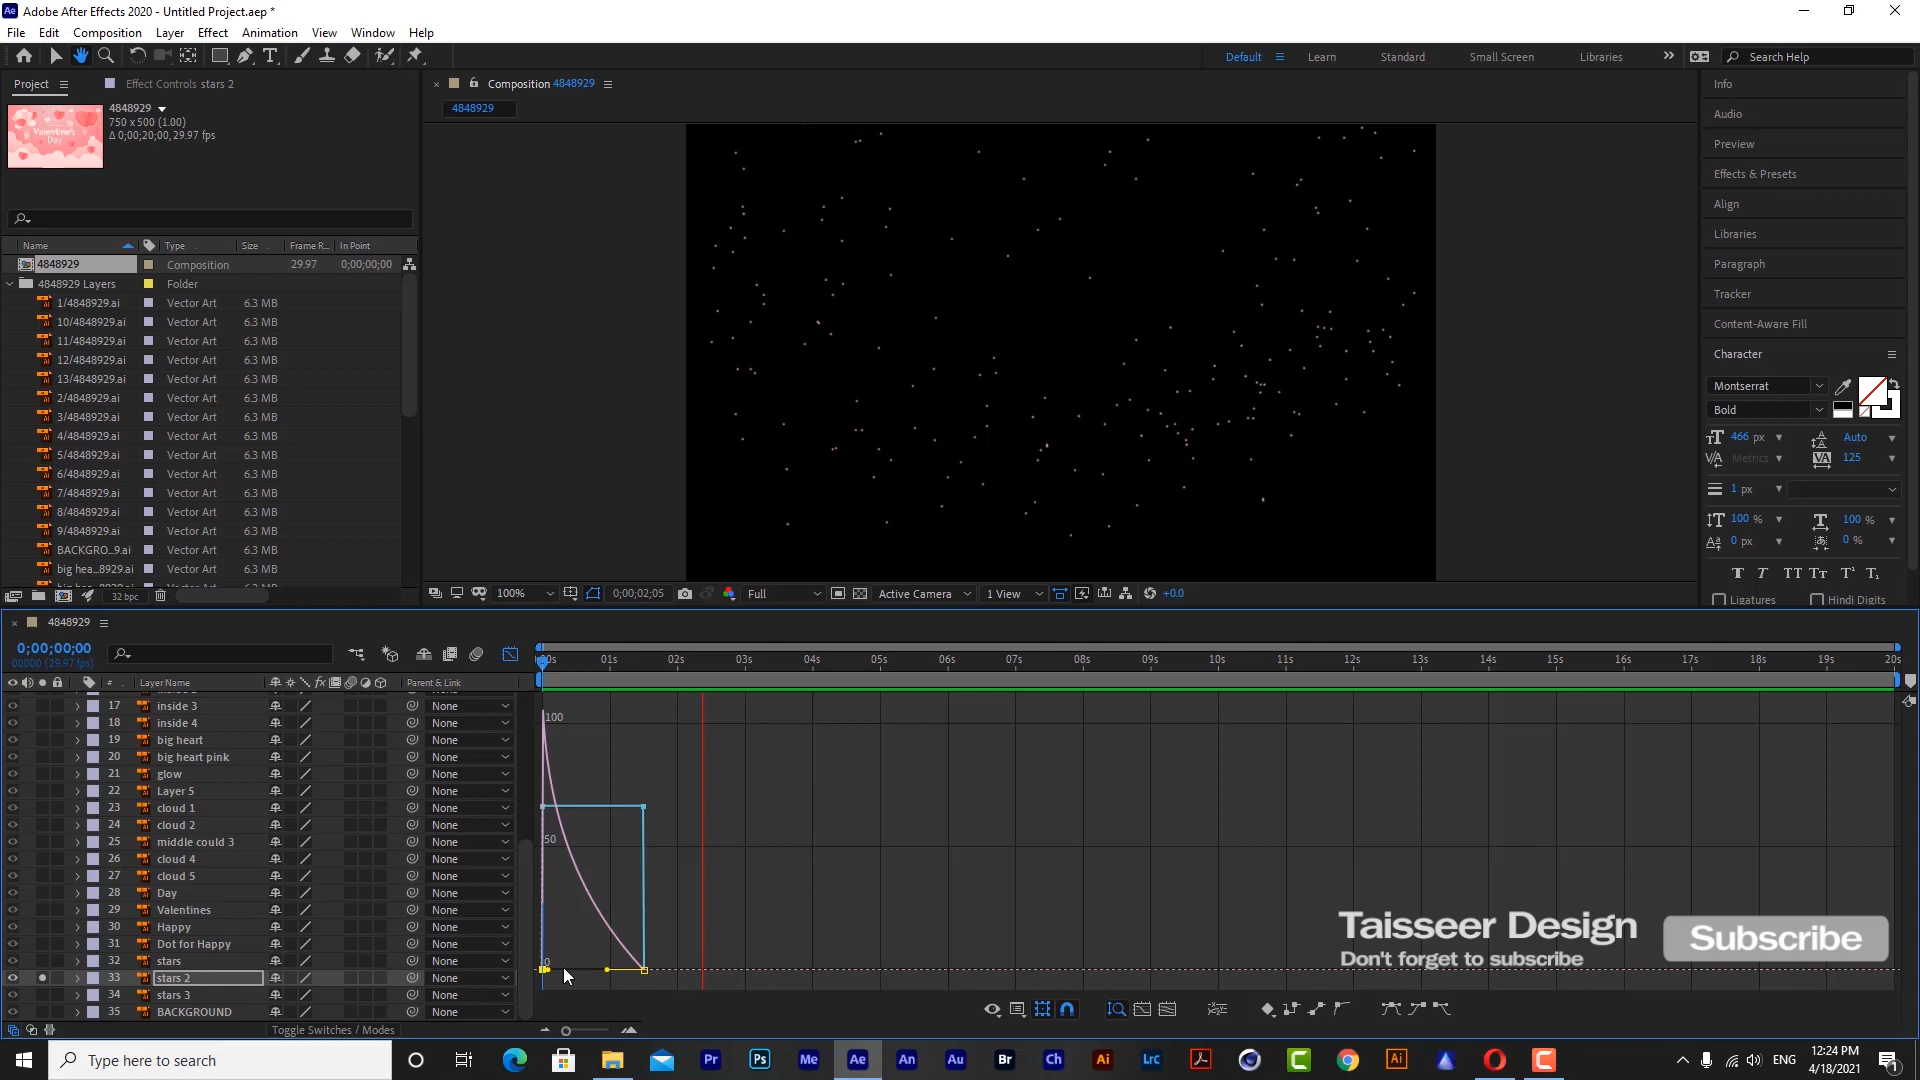 Adobe After Effects 2020 - Untitled Project.aep *
File Edit Composition Layer Effect Animation View Window Help
Default Learn Standard Small Screen Libraries Search Help
Project Effect Controls stars 2
Composition 4848929
4848929
4848929
750 x 500 (1.00)
Δ 0;00;20;00, 29.97 fps
Valentine's
Day
Name Type Size Frame R... In Point
4848929 Composition 29.97 0;00;00;00
4848929 Layers Folder
1/4848929.ai Vector Art 6.3 MB
10/4848929.ai Vector Art 6.3 MB
11/4848929.ai Vector Art 6.3 MB
12/4848929.ai Vector Art 6.3 MB
13/4848929.ai Vector Art 6.3 MB
2/4848929.ai Vector Art 6.3 MB
3/4848929.ai Vector Art 6.3 MB
4/4848929.ai Vector Art 6.3 MB
5/4848929.ai Vector Art 6.3 MB
6/4848929.ai Vector Art 6.3 MB
7/4848929.ai Vector Art 6.3 MB
8/4848929.ai Vector Art 6.3 MB
9/4848929.ai Vector Art 6.3 MB
BACKGRO...9.ai Vector Art 6.3 MB
big hea...8929.ai Vector Art 6.3 MB
32 bpc
100% 0;00;02;05 Full Active Camera 1 View +0.0
Info
Audio
Preview
Effects & Presets
Align
Libraries
Paragraph
Tracker
Content-Aware Fill
Character
Montserrat
Bold
466 px Auto
Metrics 125
1 px
100 % 100 %
0 px 0 %
Ligatures Hindi Digits
4848929
0;00;00;00
00000 (29.97 fps)
# Layer Name Parent & Link
00s 01s 02s 03s 04s 05s 06s 07s 08s 09s 10s 11s 12s 13s 14s 15s 16s 17s 18s 19s 20s
17 inside 3 None
18 inside 4 None
19 big heart None
20 big heart pink None
21 glow None
22 Layer 5 None
23 cloud 1 None
24 cloud 2 None
25 middle could 3 None
26 cloud 4 None
27 cloud 5 None
28 Day None
29 Valentines None
30 Happy None
31 Dot for Happy None
32 stars None
33 stars 2 None
34 stars 3 None
35 BACKGROUND None
Toggle Switches / Modes
100
50
0
Taisseer Design
Don't forget to subscribe
Subscribe
Type here to search
Pr Ps Me Ae An Au Br Ch Ai Lrc Ai
ENG
12:24 PM
4/18/2021
1